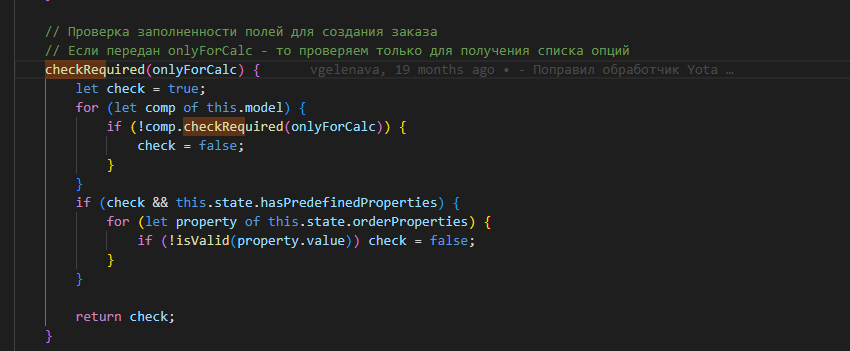 // Проверка заполненности полей для создания заказа
// Если передан onlyForCalc - то проверяем только для получения списка опций
checkRequired(onlyForCalc) { vgelenava, 19 months ago • - Поправил обработчик Yota …
let check = true;
for (let comp of this.model) {
if (!comp.checkRequired(onlyForCalc)) {
check = false;
}
}
if (check && this.state.hasPredefinedProperties) {
for (let property of this.state.orderProperties) {
if (!isValid(property.value)) check = false;
}
}
return check;
}